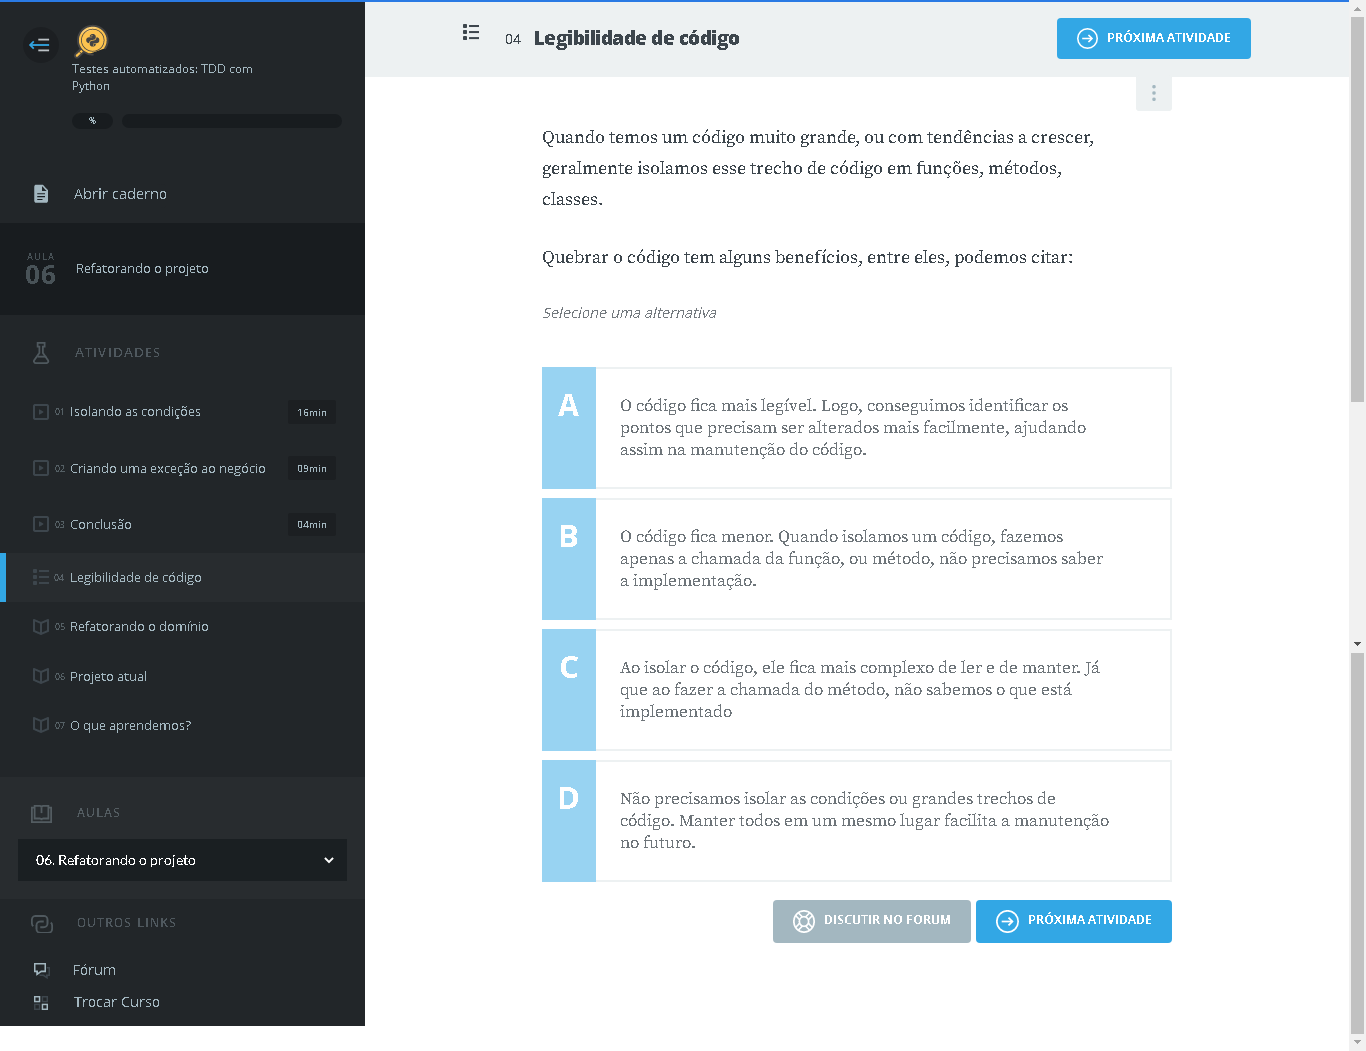 Testes automatizados: TDD com
Python
%
Abrir caderno
AULA
06
Refatorando o projeto
ATIVIDADES
01 Isolando as condições 16min
02 Criando uma exceção ao negócio 09min
03 Conclusão 04min
04 Legibilidade de código
05 Refatorando o domínio
06 Projeto atual
07 O que aprendemos?
AULAS
06. Refatorando o projeto
OUTROS LINKS
Fórum
Trocar Curso
04 Legibilidade de código
PRÓXIMA ATIVIDADE
Quando temos um código muito grande, ou com tendências a crescer,
geralmente isolamos esse trecho de código em funções, métodos,
classes.
Quebrar o código tem alguns benefícios, entre eles, podemos citar:
Selecione uma alternativa
A
O código fica mais legível. Logo, conseguimos identificar os
pontos que precisam ser alterados mais facilmente, ajudando
assim na manutenção do código.
B
O código fica menor. Quando isolamos um código, fazemos
apenas a chamada da função, ou método, não precisamos saber
a implementação.
C
Ao isolar o código, ele fica mais complexo de ler e de manter. Já
que ao fazer a chamada do método, não sabemos o que está
implementado
D
Não precisamos isolar as condições ou grandes trechos de
código. Manter todos em um mesmo lugar facilita a manutenção
no futuro.
DISCUTIR NO FORUM
PRÓXIMA ATIVIDADE